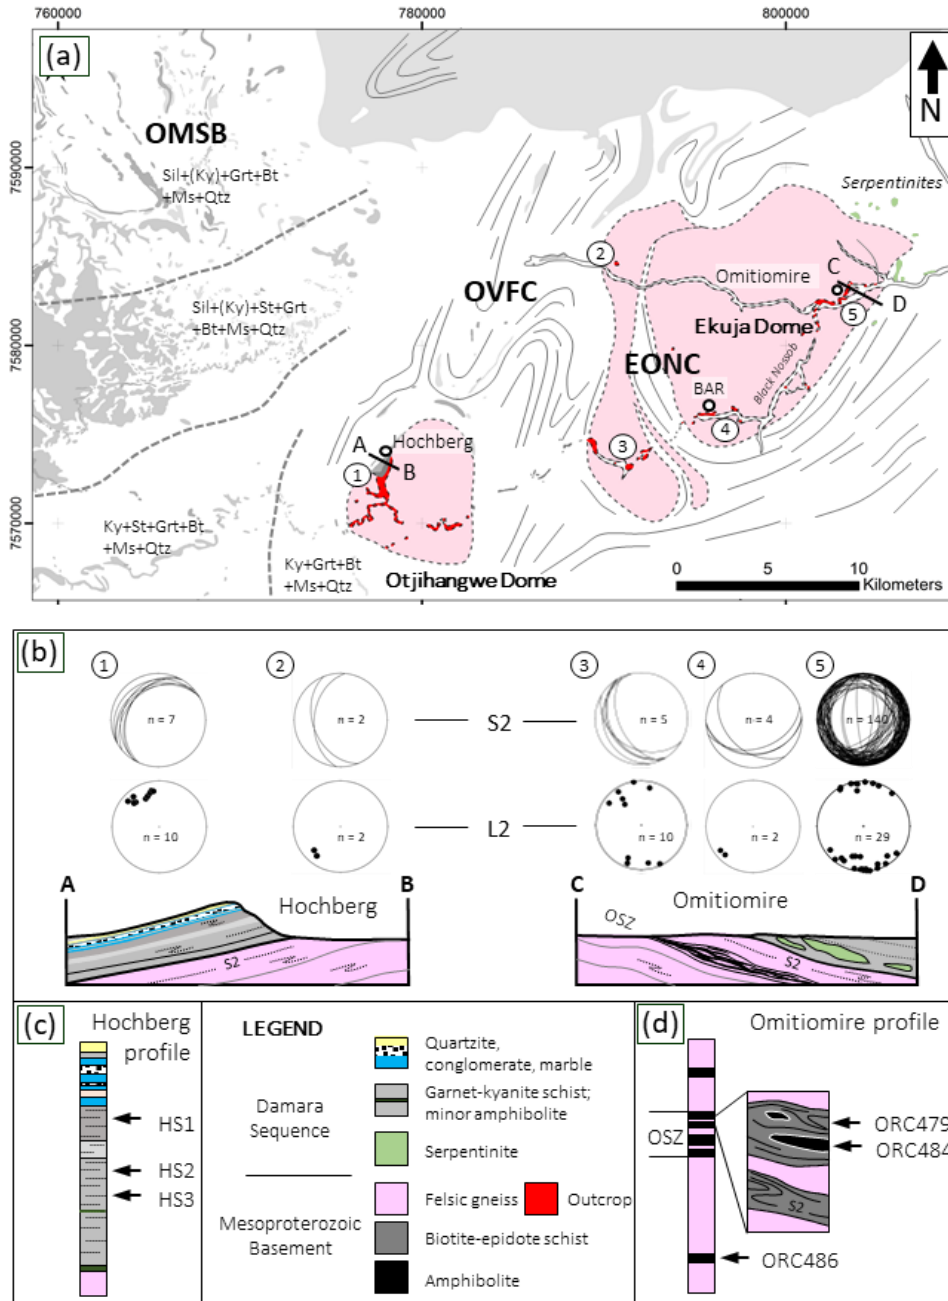 760000
780000
800000
(a)
N
OMSB
7590000
Sil+(Ky)+Grt+Bt
+Ms+Qtz
Serpentinites
2
C
Omitiomire
OVFC
D
Sil+(Ky)+St+Grt
+Bt+Ms+Qtz
5
Ekuja Dome
7580000
EONC
Black Nossob
BAR
A
Hochberg
4
3
B
1
7570000
Ky+St+Grt+Bt
+Ms+Qtz
Ky+Grt+Bt
+Ms+Qtz
Otjihangwe Dome
0 5 10
Kilometers
(b)
1
2
3
4
5
n = 7
n = 2
S2
n = 5
n = 4
n = 140
n = 10
n = 2
L2
n = 10
n = 2
n = 29
A
B
C
D
Hochberg
Omitiomire
OSZ
S2
S2
(c)
Hochberg
profile
HS1
HS2
HS3
LEGEND
Quartzite,
conglomerate, marble
Garnet-kyanite schist;
minor amphibolite
Damara
Sequence
Serpentinite
Felsic gneiss
Outcrop
Mesoproterozoic
Basement
Biotite-epidote schist
Amphibolite
(d)
Omitiomire profile
OSZ
ORC479
ORC484
S2
ORC486